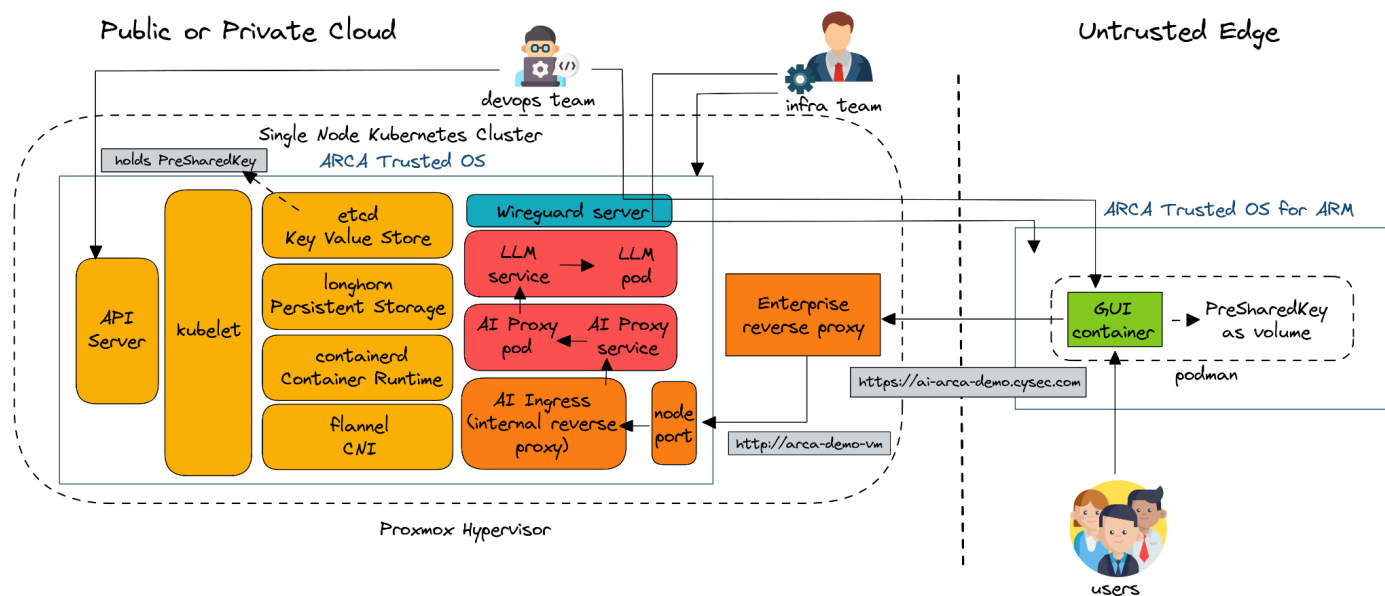 Public or Private Cloud
Untrusted Edge
devops team
infra team
Single Node Kubernetes Cluster
holds PreSharedKey
ARCA Trusted OS
API
Server
kubelet
etcd
Key Value Store
longhorn
Persistent Storage
containerd
Container Runtime
flannel
CNI
Wireguard server
LLM
service
LLM
pod
AI Proxy
pod
AI Proxy
service
AI Ingress
(internal reverse
proxy)
node
port
Enterprise
reverse proxy
http://arca-demo-vm
https://ai-arca-demo.cysec.com
ARCA Trusted OS for ARM
GUI
container
PreSharedKey
as volume
podman
Proxmox Hypervisor
users